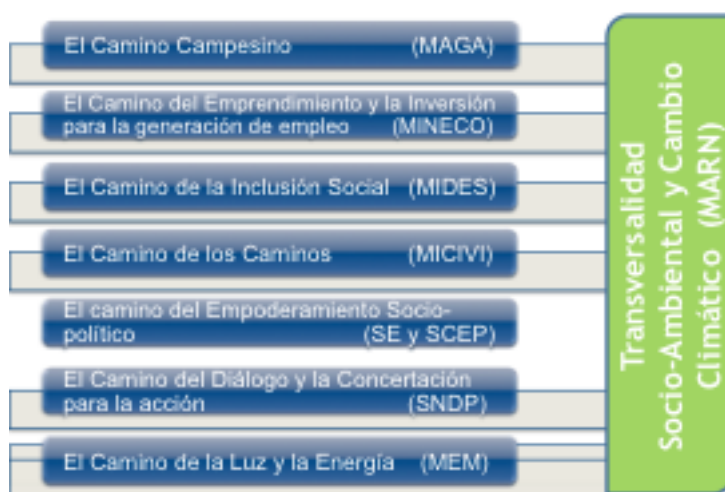 El Camino Campesino (MAGA)
El Camino del Emprendimiento y la Inversión
para la generación de empleo (MINECO)
El Camino de la Inclusión Social (MIDES)
El Camino de los Caminos (MICIVI)
El camino del Empoderamiento Socio-
político (SE y SCEP)
El Camino del Diálogo y la Concertación
para la acción (SNDP)
El Camino de la Luz y la Energía (MEM)
Transversalidad
Socio-Ambiental y Cambio
Climático (MARN)